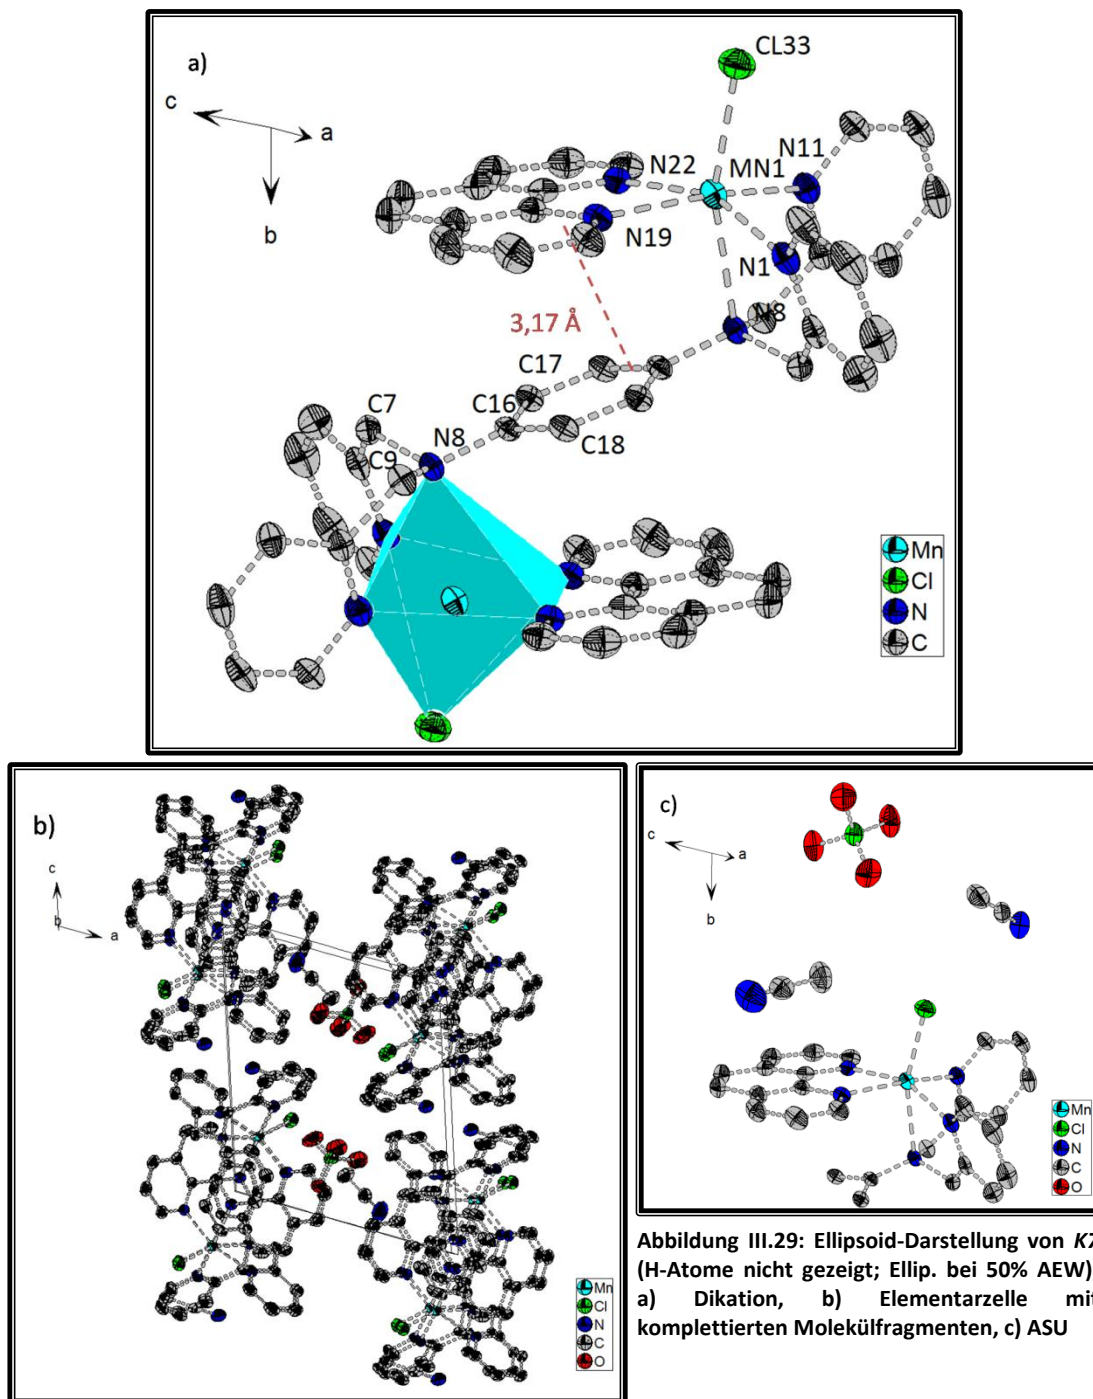 a)
CL33
c
a
b
N22
MN1
N11
N19
N1
N8
3,17 Å
C17
C16
C7
N8
C9
C18
Mn
Cl
N
C
b)
c
b
a
Mn
Cl
N
C
O
c)
c
a
b
Mn
Cl
N
C
O
Abbildung III.29: Ellipsoid-Darstellung von
(H-Atome nicht gezeigt; Ellip. bei 50% AEW)
a) Dikation, b) Elementarzelle mit
komplettierten Molekülfragmenten, c) ASU